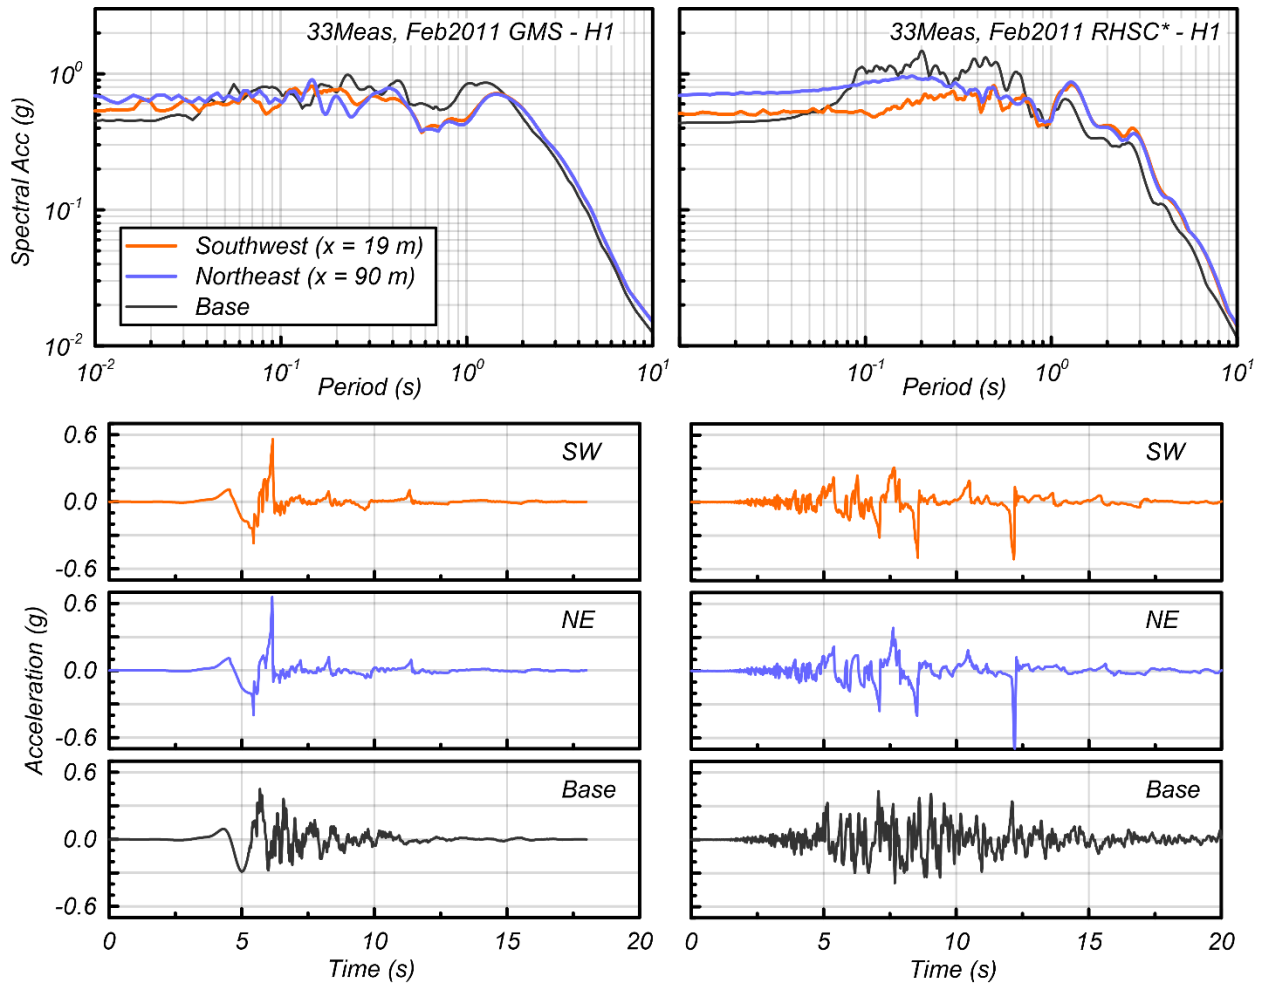 33Meas, Feb2011 GMS - H1
33Meas, Feb2011 RHSC* - H1
Spectral Acc (g)
10^0
10^-1
10^-2
Southwest (x = 19 m)
Northeast (x = 90 m)
Base
10^-2 10^-1 10^0 10^1
10^-1 10^0 10^1
Period (s)
Period (s)
Acceleration (g)
0.6
0.0
-0.6
SW
SW
0.6
0.0
-0.6
NE
NE
0.6
0.0
-0.6
Base
Base
0 5 10 15 20
0 5 10 15 20
Time (s)
Time (s)